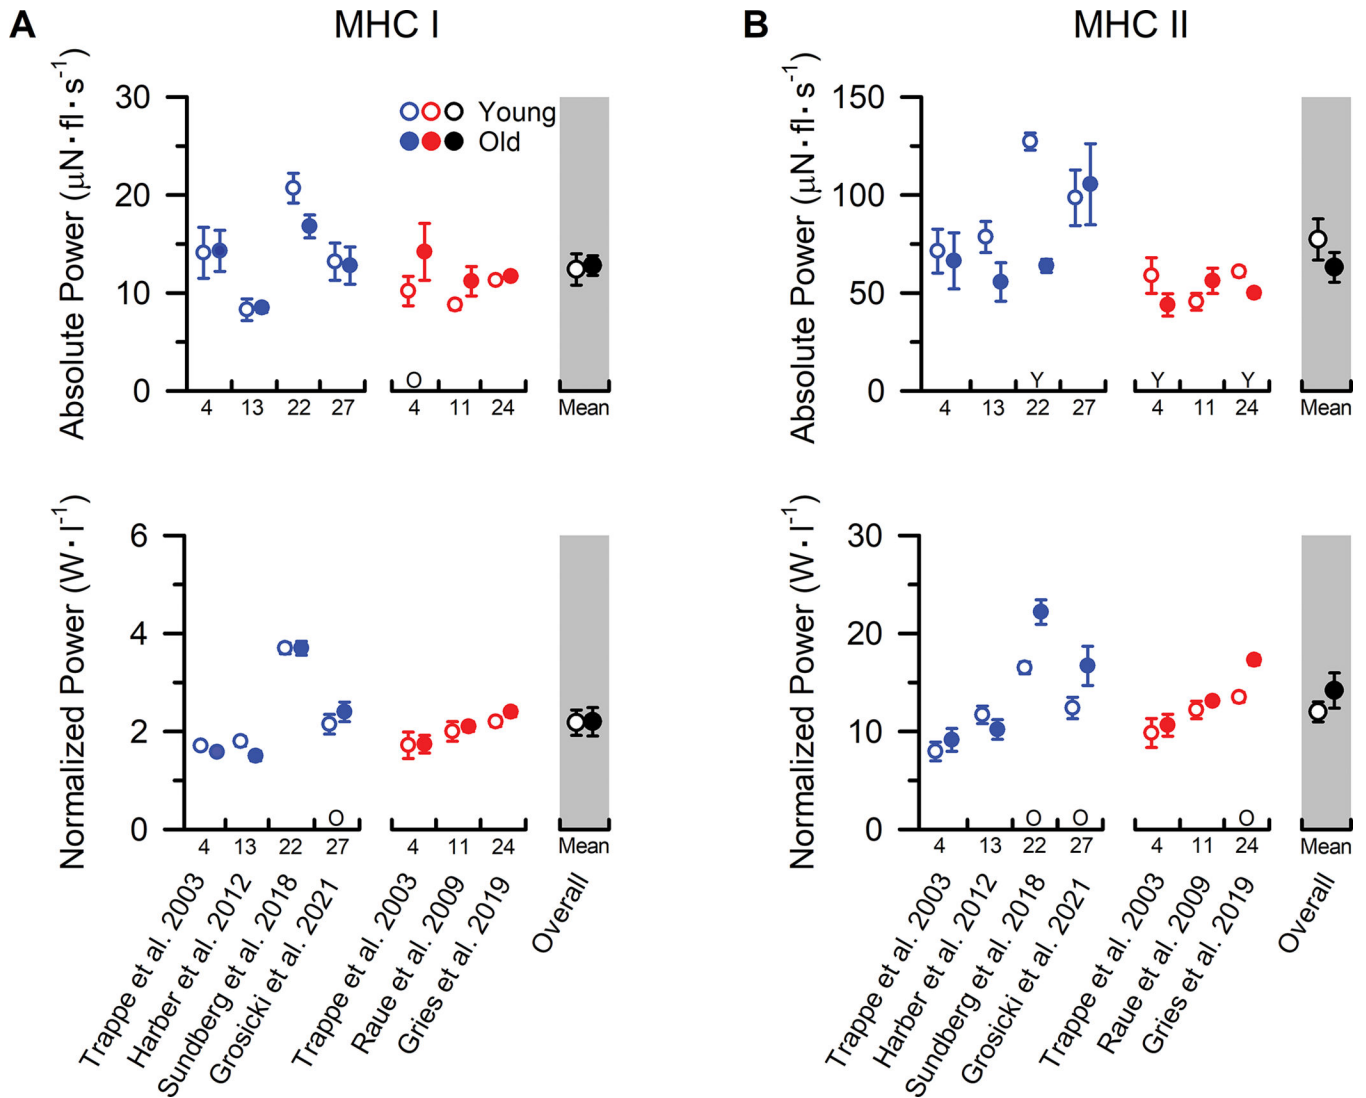 A
MHC I
Absolute Power (μN·fl·s⁻¹)
30
20
10
0
Young
Old
O
4 13 22 27
4 11 24
Mean
Normalized Power (W·l⁻¹)
6
4
2
0
O
4 13 22 27
4 11 24
Mean
Trappe et al. 2003
Harber et al. 2012
Sundberg et al. 2018
Grosicki et al. 2021
Trappe et al. 2003
Raue et al. 2009
Gries et al. 2019
Overall
B
MHC II
Absolute Power (μN·fl·s⁻¹)
150
100
50
0
Y Y Y
4 13 22 27
4 11 24
Mean
Normalized Power (W·l⁻¹)
30
20
10
0
O O O
4 13 22 27
4 11 24
Mean
Trappe et al. 2003
Harber et al. 2012
Sundberg et al. 2018
Grosicki et al. 2021
Trappe et al. 2003
Raue et al. 2009
Gries et al. 2019
Overall